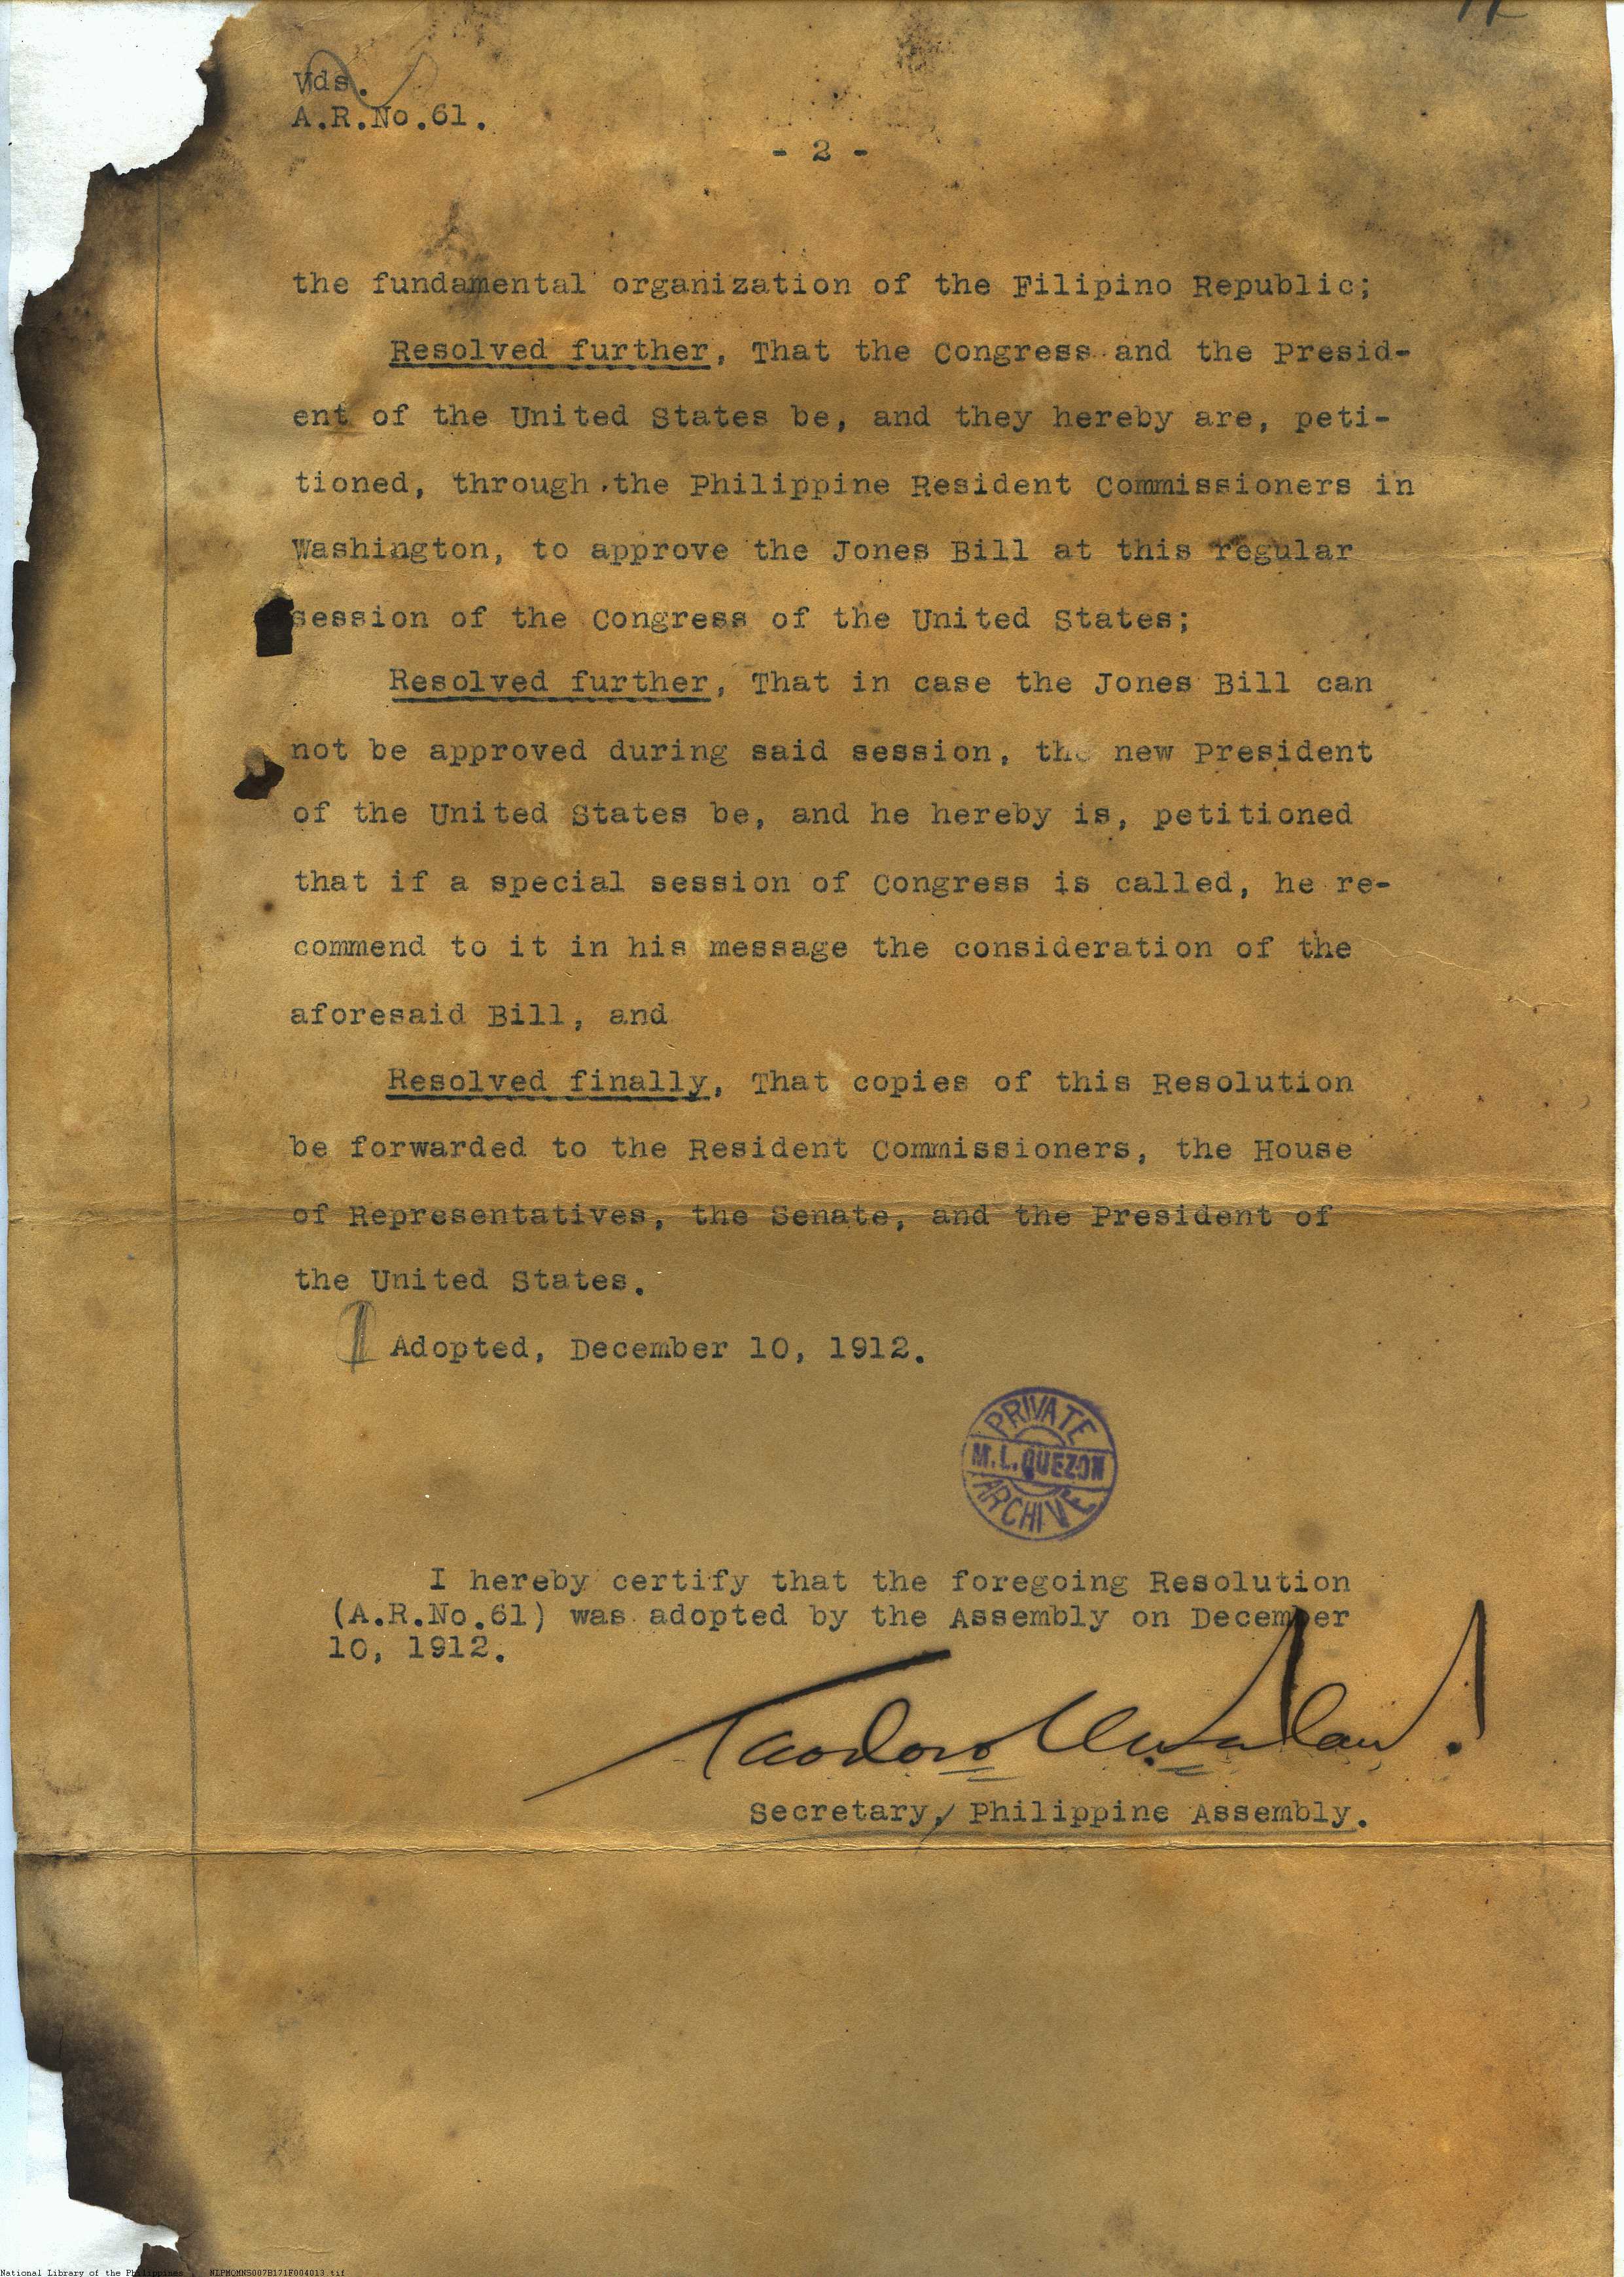 Vds.
A.R.No.61.
- 2 -
the fundamental organization of the Filipino Republic;
Resolved further, That the Congress and the Presid-
ent of the United States be, and they hereby are, peti-
tioned, through the Philippine Resident Commissioners in
Washington, to approve the Jones Bill at this regular
session of the Congress of the United States;
Resolved further, That in case the Jones Bill can
not be approved during said session, the new President
of the United States be, and he hereby is, petitioned
that if a special session of Congress is called, he re-
commend to it in his message the consideration of the
aforesaid Bill, and
Resolved finally, That copies of this Resolution
be forwarded to the Resident Commissioners, the House
of Representatives, the Senate, and the President of
the United States.
Adopted, December 10, 1912.
PRIVATE
M.L.QUEZON
ARCHIVE
I hereby certify that the foregoing Resolution
(A.R.No.61) was adopted by the Assembly on December
10, 1912.
Teodoro
Secretary, Philippine Assembly.
National Library of the Philippines NLPMQMNS007B171F004013.tif